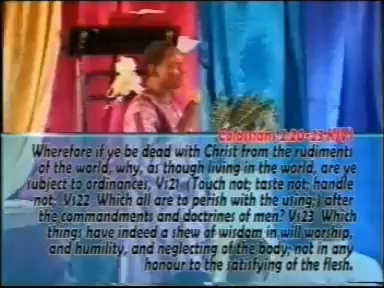 Colossians 2:20-23 KJV
Wherefore if ye be dead with Christ from the rudiments
of the world, why, as though living in the world, are ye
subject to ordinances, Vs21 (Touch not; taste not; handle
not; Vs22 Which all are to perish with the using;) after
the commandments and doctrines of men? Vs23 Which
things have indeed a shew of wisdom in will worship,
and humility, and neglecting of the body; not in any
honour to the satisfying of the flesh.